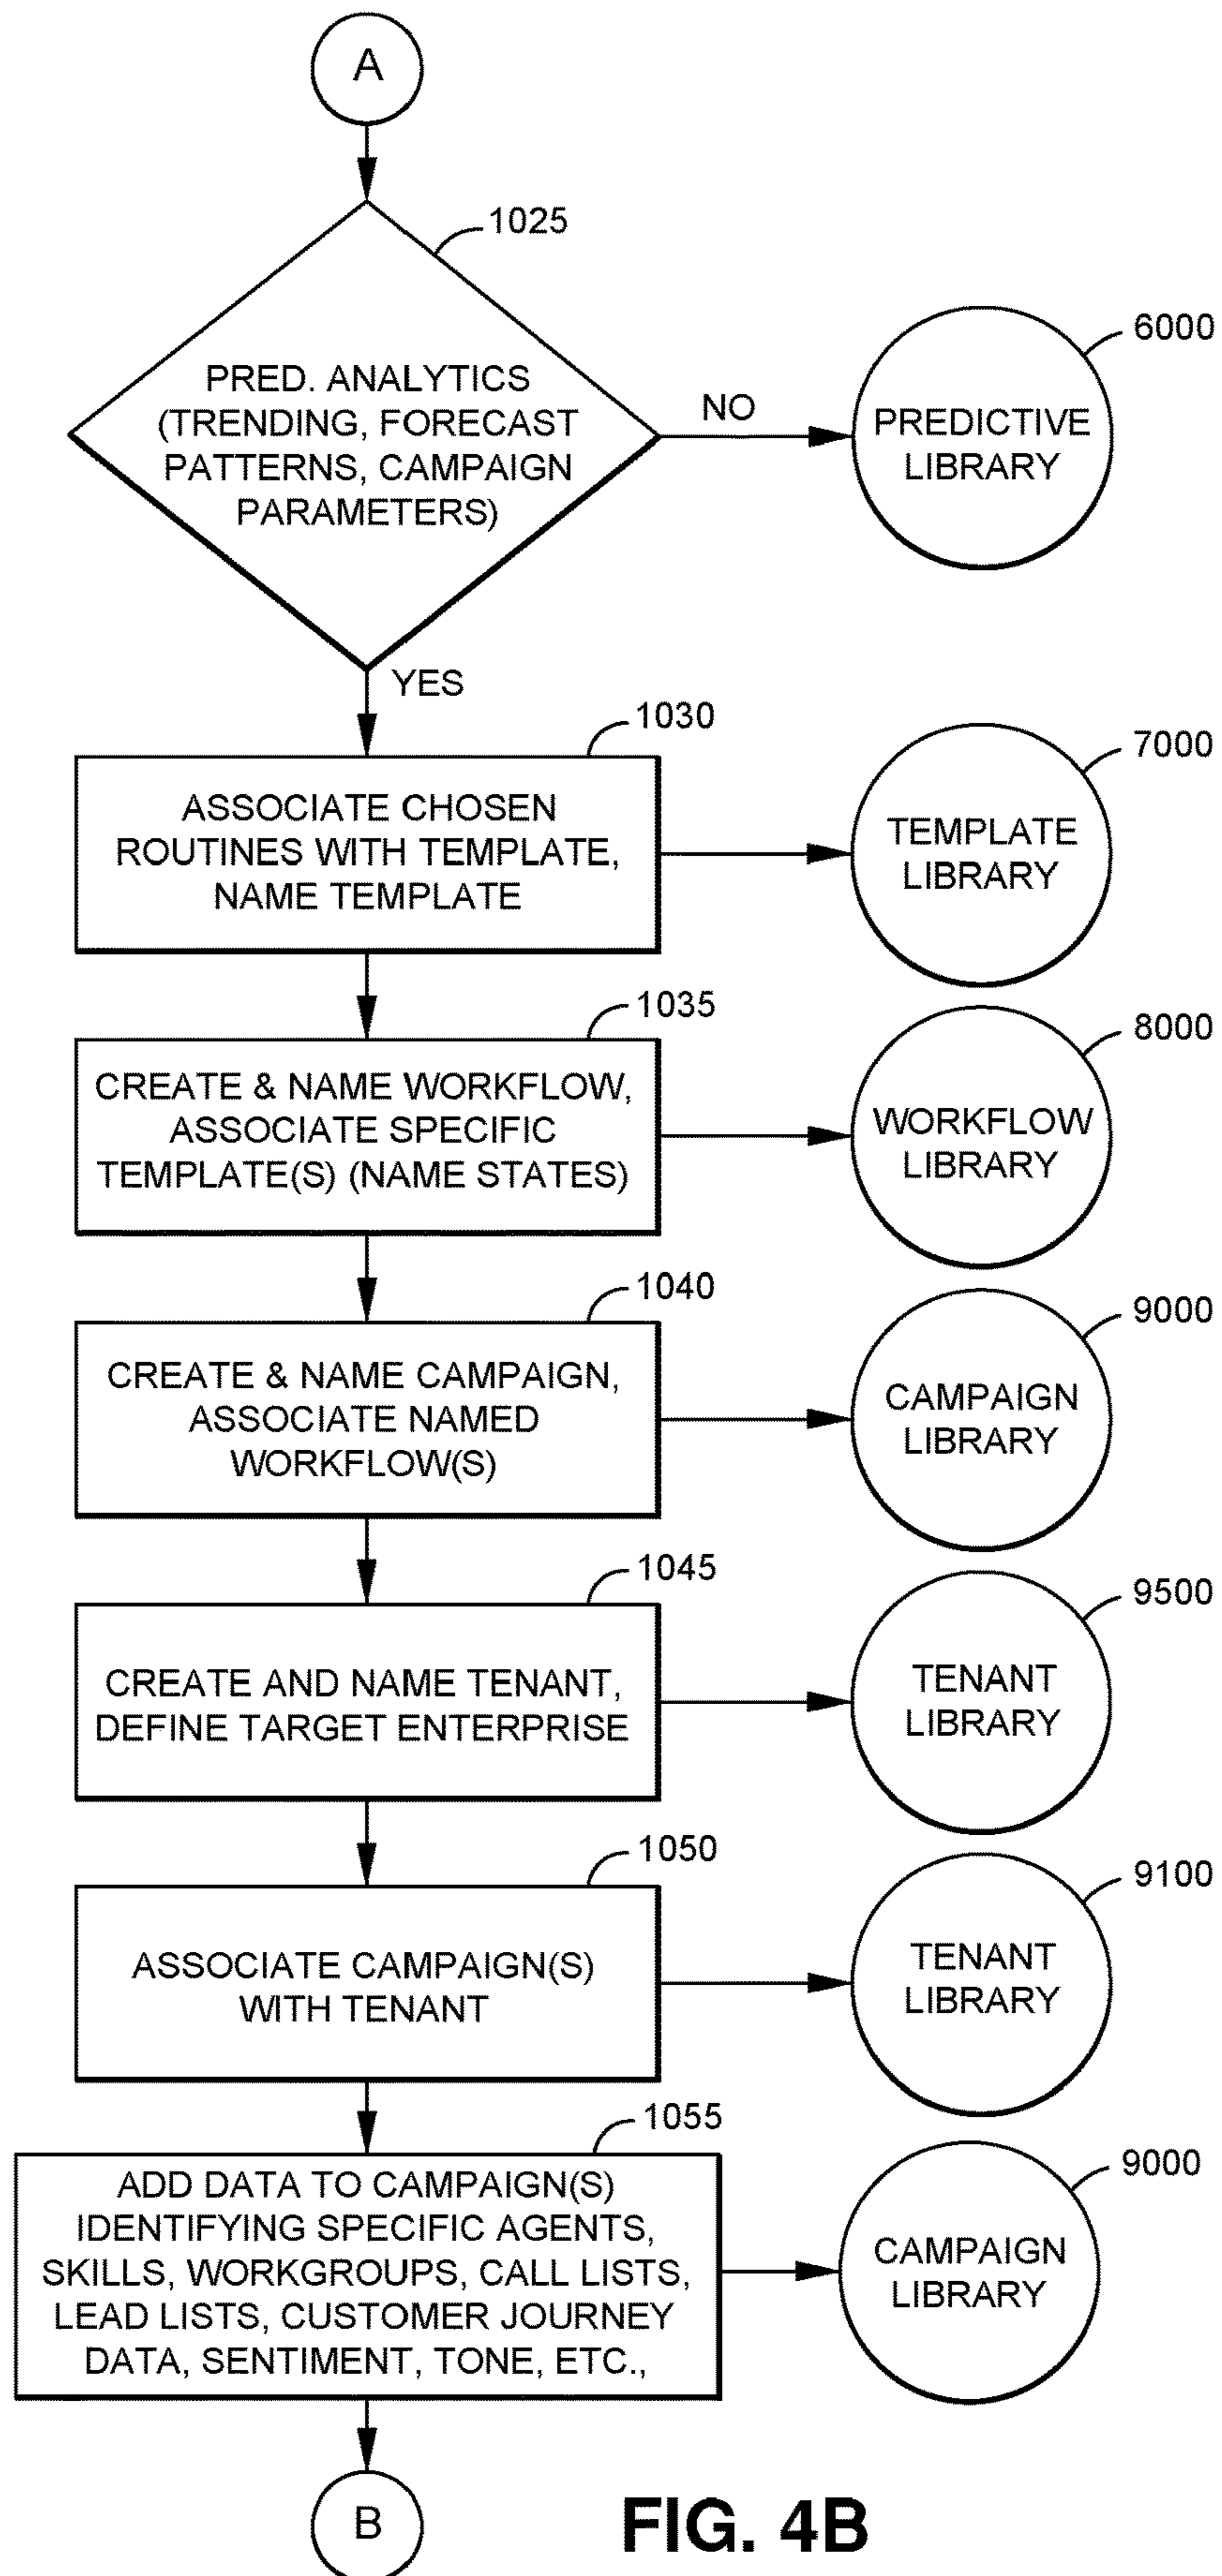 A
1025
PRED. ANALYTICS
(TRENDING, FORECAST
PATTERNS, CAMPAIGN
PARAMETERS)
NO
6000
PREDICTIVE
LIBRARY
YES
1030
ASSOCIATE CHOSEN
ROUTINES WITH TEMPLATE,
NAME TEMPLATE
7000
TEMPLATE
LIBRARY
1035
CREATE & NAME WORKFLOW,
ASSOCIATE SPECIFIC
TEMPLATE(S) (NAME STATES)
8000
WORKFLOW
LIBRARY
1040
CREATE & NAME CAMPAIGN,
ASSOCIATE NAMED
WORKFLOW(S)
9000
CAMPAIGN
LIBRARY
1045
CREATE AND NAME TENANT,
DEFINE TARGET ENTERPRISE
9500
TENANT
LIBRARY
1050
ASSOCIATE CAMPAIGN(S)
WITH TENANT
9100
TENANT
LIBRARY
1055
ADD DATA TO CAMPAIGN(S)
IDENTIFYING SPECIFIC AGENTS,
SKILLS, WORKGROUPS, CALL LISTS,
LEAD LISTS, CUSTOMER JOURNEY
DATA, SENTIMENT, TONE, ETC.,
9000
CAMPAIGN
LIBRARY
B
FIG. 4B